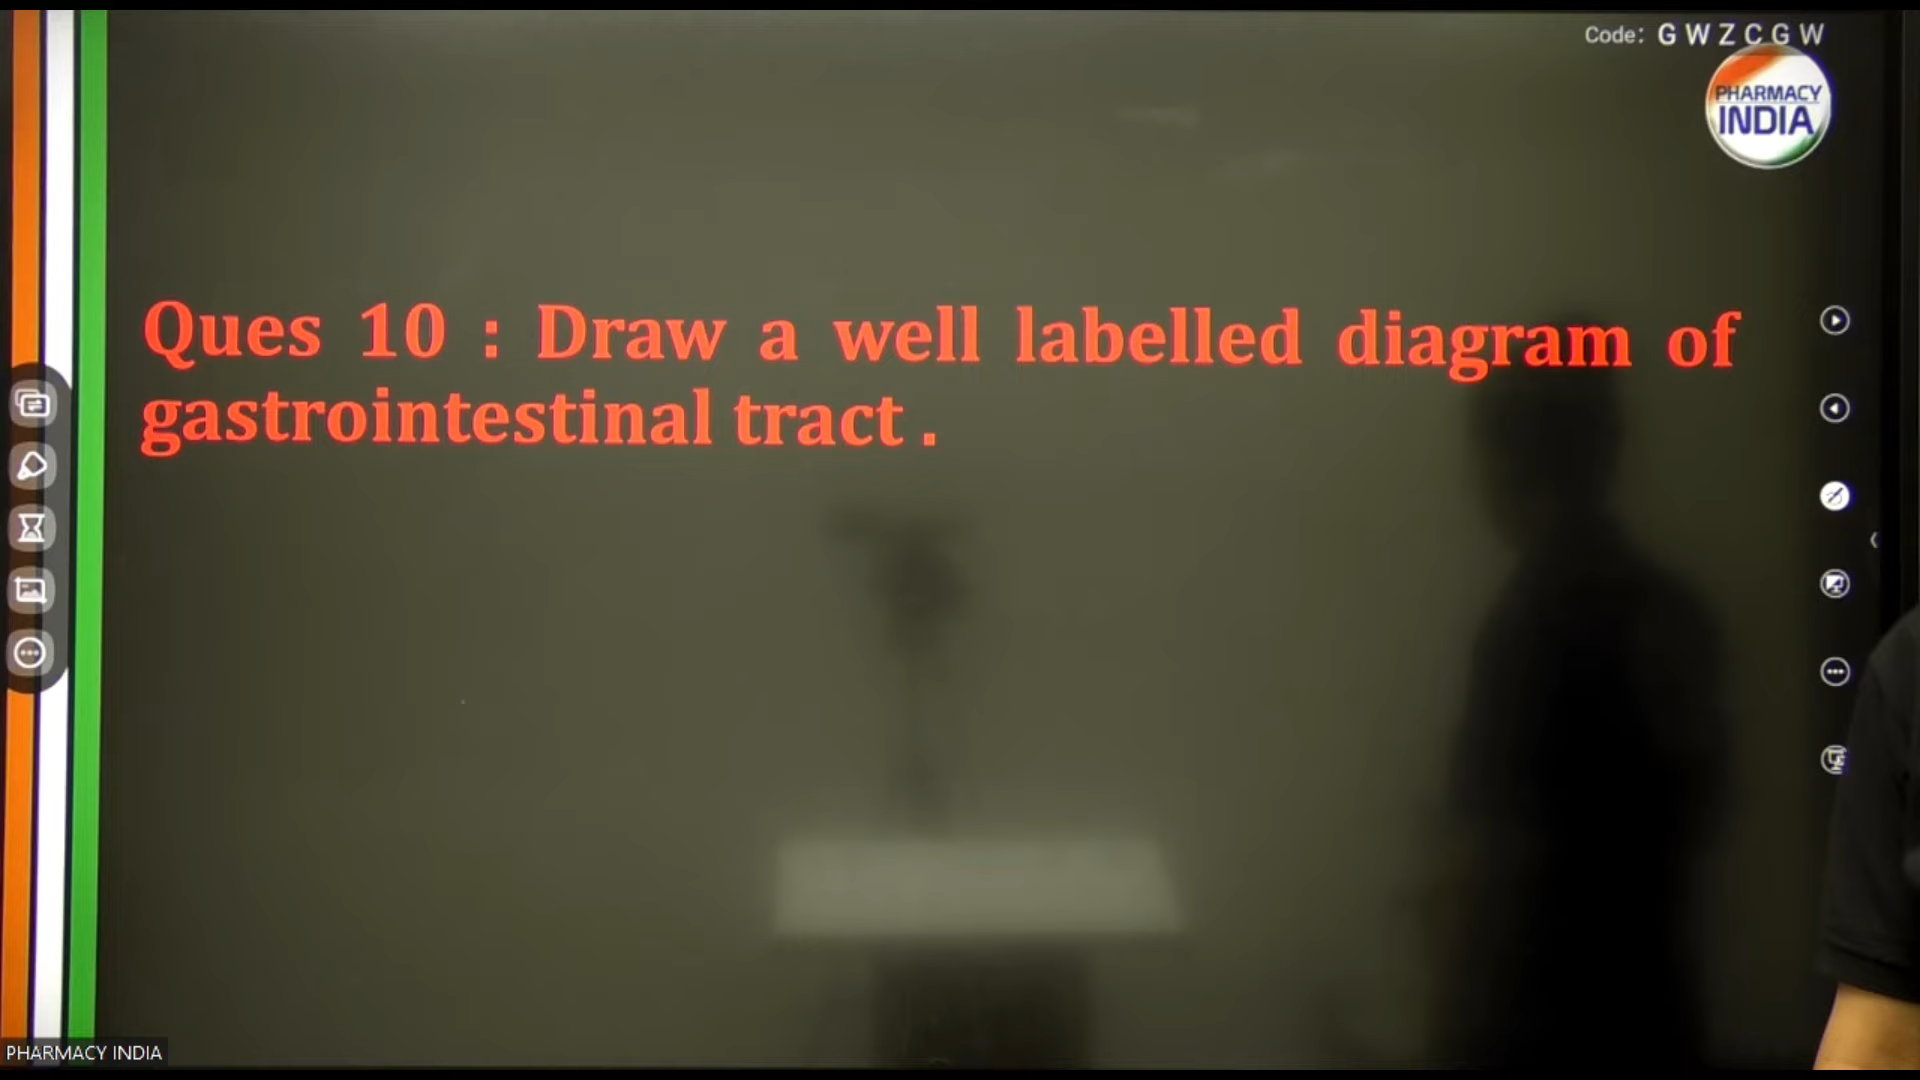 Code: G W Z C G W
PHARMACY
INDIA
Ques 10 : Draw a well labelled diagram of
gastrointestinal tract .
PHARMACY INDIA